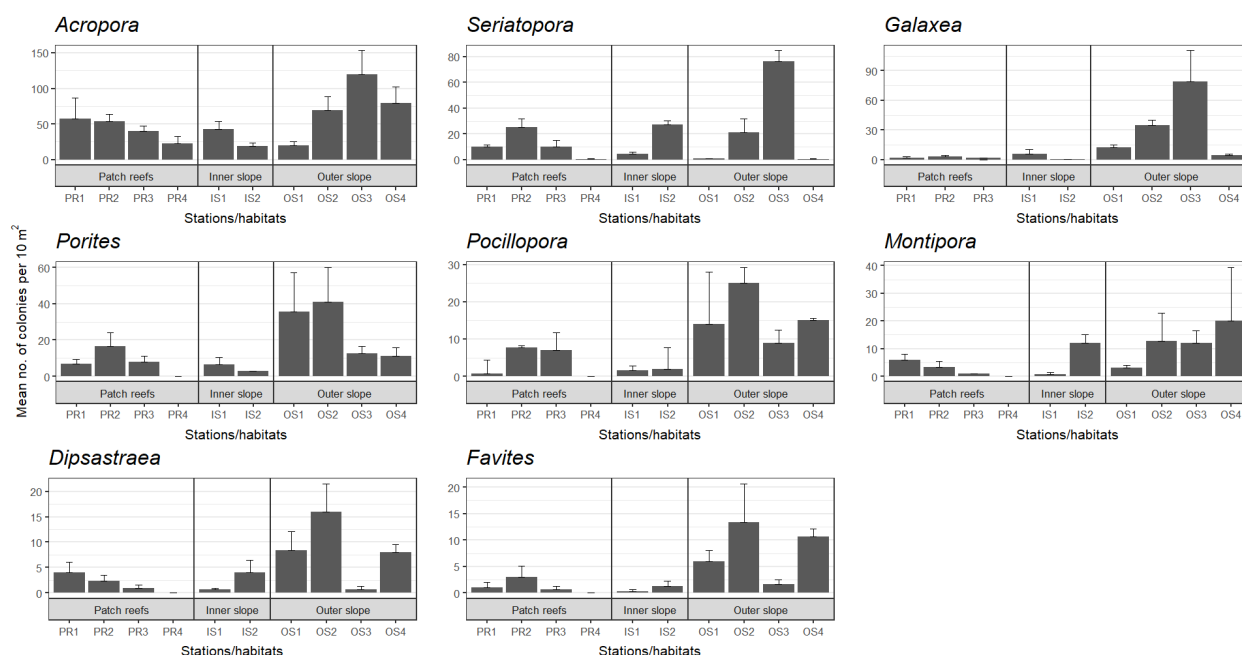 Acropora
Seriatopora
Galaxea
150
100
50
0
80
60
40
20
0
90
60
30
0
Patch reefs Inner slope Outer slope
Patch reefs Inner slope Outer slope
Patch reefs Inner slope Outer slope
PR1 PR2 PR3 PR4 IS1 IS2 OS1 OS2 OS3 OS4
PR1 PR2 PR3 PR4 IS1 IS2 OS1 OS2 OS3 OS4
PR1 PR2 PR3 IS1 IS2 OS1 OS2 OS3 OS4
Stations/habitats
Stations/habitats
Stations/habitats
Mean no. of colonies per 10 m²
Porites
Pocillopora
Montipora
60
40
20
0
30
20
10
0
40
30
20
10
0
Patch reefs Inner slope Outer slope
Patch reefs Inner slope Outer slope
Patch reefs Inner slope Outer slope
PR1 PR2 PR3 PR4 IS1 IS2 OS1 OS2 OS3 OS4
PR1 PR2 PR3 PR4 IS1 IS2 OS1 OS2 OS3 OS4
PR1 PR2 PR3 PR4 IS1 IS2 OS1 OS2 OS3 OS4
Stations/habitats
Stations/habitats
Stations/habitats
Dipsastraea
Favites
20
15
10
5
0
20
15
10
5
0
Patch reefs Inner slope Outer slope
Patch reefs Inner slope Outer slope
PR1 PR2 PR3 PR4 IS1 IS2 OS1 OS2 OS3 OS4
PR1 PR2 PR3 PR4 IS1 IS2 OS1 OS2 OS3 OS4
Stations/habitats
Stations/habitats